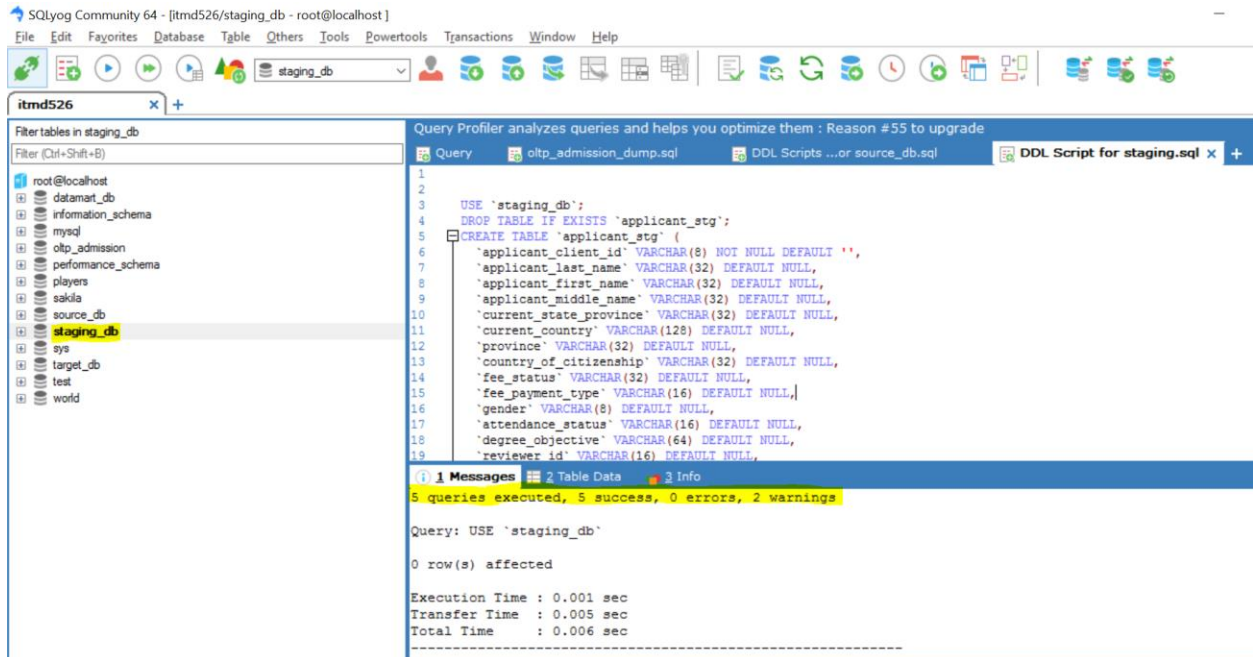 SQLyog Community 64 - [itmd526/staging_db - root@localhost ]
File Edit Favorites Database Table Others Tools Powertools Transactions Window Help
staging_db
itmd526 x +
Filter tables in staging_db
Filter (Ctrl+Shift+B)
root@localhost
datamart_db
information_schema
mysql
oltp_admission
performance_schema
players
sakila
source_db
staging_db
sys
target_db
test
world
Query Profiler analyzes queries and helps you optimize them : Reason #55 to upgrade
Query oltp_admission_dump.sql DDL Scripts ...or source_db.sql DDL Script for staging.sql x +
1
2
3 USE `staging_db`;
4 DROP TABLE IF EXISTS `applicant_stg`;
5 CREATE TABLE `applicant_stg` (
6 `applicant_client_id` VARCHAR(8) NOT NULL DEFAULT '',
7 `applicant_last_name` VARCHAR(32) DEFAULT NULL,
8 `applicant_first_name` VARCHAR(32) DEFAULT NULL,
9 `applicant_middle_name` VARCHAR(32) DEFAULT NULL,
10 `current_state_province` VARCHAR(32) DEFAULT NULL,
11 `current_country` VARCHAR(128) DEFAULT NULL,
12 `province` VARCHAR(32) DEFAULT NULL,
13 `country_of_citizenship` VARCHAR(32) DEFAULT NULL,
14 `fee_status` VARCHAR(32) DEFAULT NULL,
15 `fee_payment_type` VARCHAR(16) DEFAULT NULL,
16 `gender` VARCHAR(8) DEFAULT NULL,
17 `attendance_status` VARCHAR(16) DEFAULT NULL,
18 `degree_objective` VARCHAR(64) DEFAULT NULL,
19 `reviewer_id` VARCHAR(16) DEFAULT NULL,
1 Messages 2 Table Data 3 Info
5 queries executed, 5 success, 0 errors, 2 warnings
Query: USE `staging_db`
0 row(s) affected
Execution Time : 0.001 sec
Transfer Time : 0.005 sec
Total Time : 0.006 sec
--------------------------------------------------------------